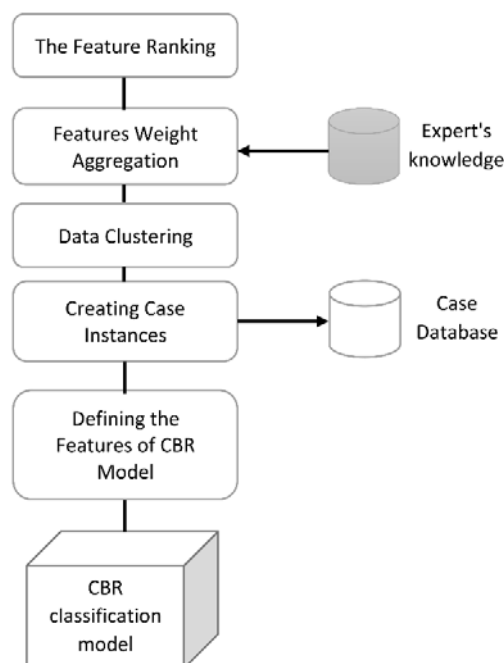 The Feature Ranking
Features Weight
Aggregation
Expert's
knowledge
Data Clustering
Creating Case
Instances
Case
Database
Defining the
Features of CBR
Model
CBR
classification
model